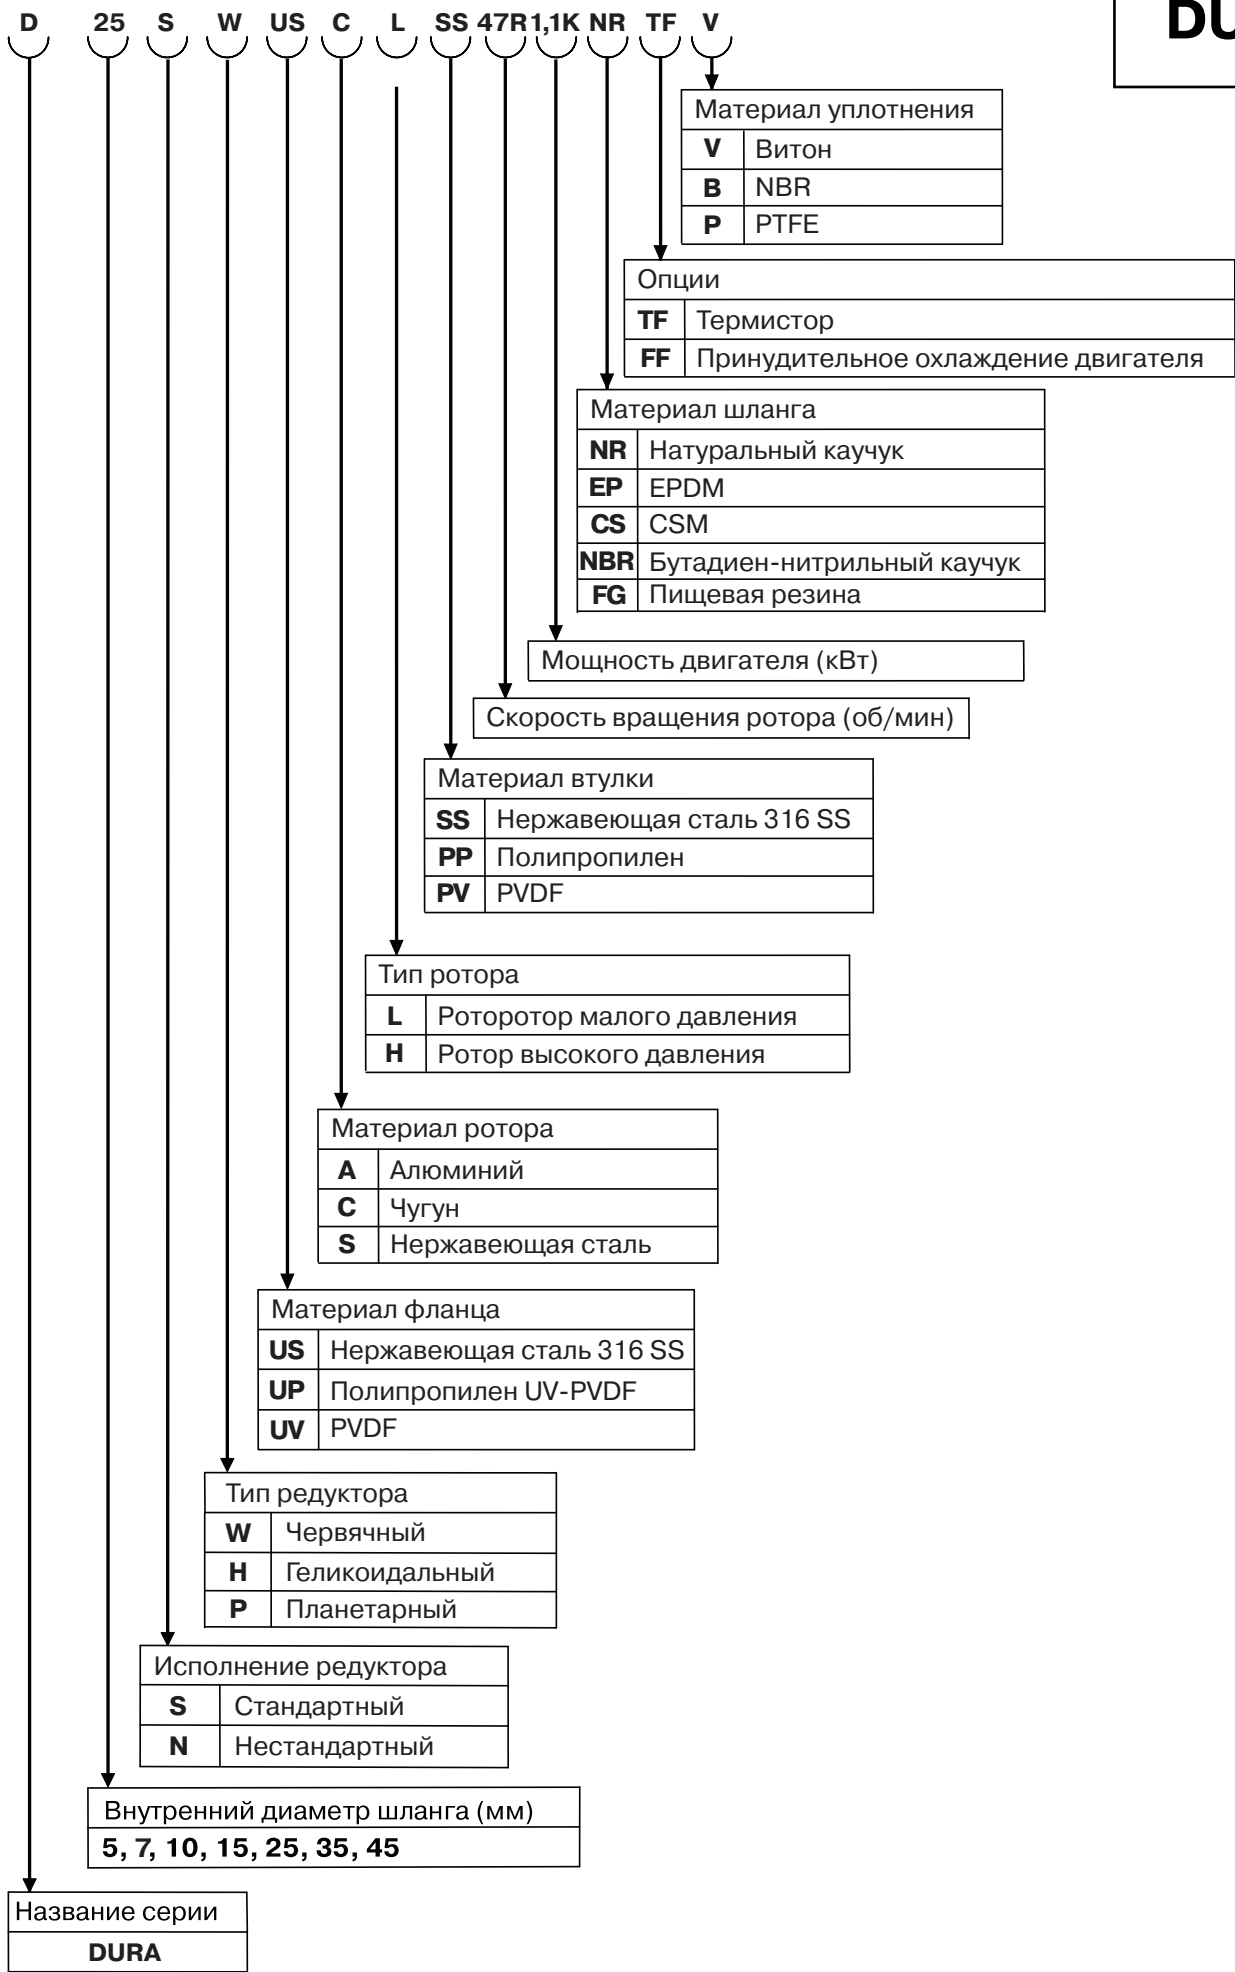 D 25 S W US C L SS 47R 1,1K NR TF V
DU
Материал уплотнения
V Витон
B NBR
P PTFE
Опции
TF Термистор
FF Принудительное охлаждение двигателя
Материал шланга
NR Натуральный каучук
EP EPDM
CS CSM
NBR Бутадиен-нитрильный каучук
FG Пищевая резина
Мощность двигателя (кВт)
Скорость вращения ротора (об/мин)
Материал втулки
SS Нержавеющая сталь 316 SS
PP Полипропилен
PV PVDF
Тип ротора
L Роторотор малого давления
H Ротор высокого давления
Материал ротора
A Алюминий
C Чугун
S Нержавеющая сталь
Материал фланца
US Нержавеющая сталь 316 SS
UP Полипропилен UV-PVDF
UV PVDF
Тип редуктора
W Червячный
H Геликоидальный
P Планетарный
Исполнение редуктора
S Стандартный
N Нестандартный
Внутренний диаметр шланга (мм)
5, 7, 10, 15, 25, 35, 45
Название серии
DURA